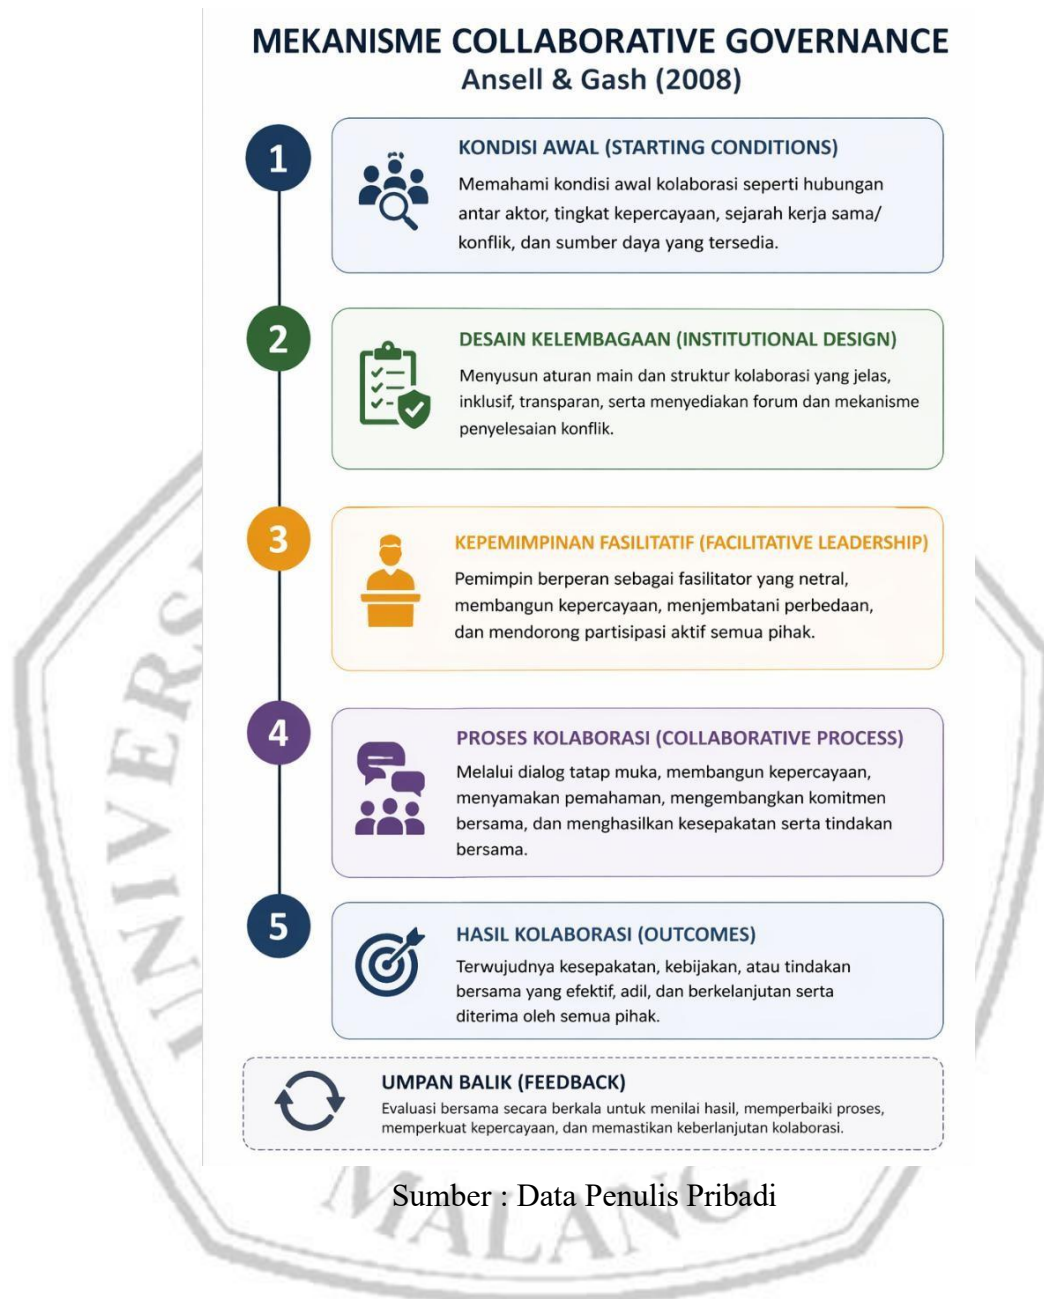 MEKANISME COLLABORATIVE GOVERNANCE
Ansell & Gash (2008)
1
KONDISI AWAL (STARTING CONDITIONS)
Memahami kondisi awal kolaborasi seperti hubungan
antar aktor, tingkat kepercayaan, sejarah kerja sama/
konflik, dan sumber daya yang tersedia.
2
DESAIN KELEMBAGAAN (INSTITUTIONAL DESIGN)
Menyusun aturan main dan struktur kolaborasi yang jelas,
inklusif, transparan, serta menyediakan forum dan mekanisme
penyelesaian konflik.
3
KEPEMIMPINAN FASILITATIF (FACILITATIVE LEADERSHIP)
Pemimpin berperan sebagai fasilitator yang netral,
membangun kepercayaan, menjembatani perbedaan,
dan mendorong partisipasi aktif semua pihak.
4
PROSES KOLABORASI (COLLABORATIVE PROCESS)
Melalui dialog tatap muka, membangun kepercayaan,
menyamakan pemahaman, mengembangkan komitmen
bersama, dan menghasilkan kesepakatan serta tindakan
bersama.
5
HASIL KOLABORASI (OUTCOMES)
Terwujudnya kesepakatan, kebijakan, atau tindakan
bersama yang efektif, adil, dan berkelanjutan serta
diterima oleh semua pihak.
UMPAN BALIK (FEEDBACK)
Evaluasi bersama secara berkala untuk menilai hasil, memperbaiki proses,
memperkuat kepercayaan, dan memastikan keberlanjutan kolaborasi.
Sumber : Data Penulis Pribadi
UNIVERS
MALANG